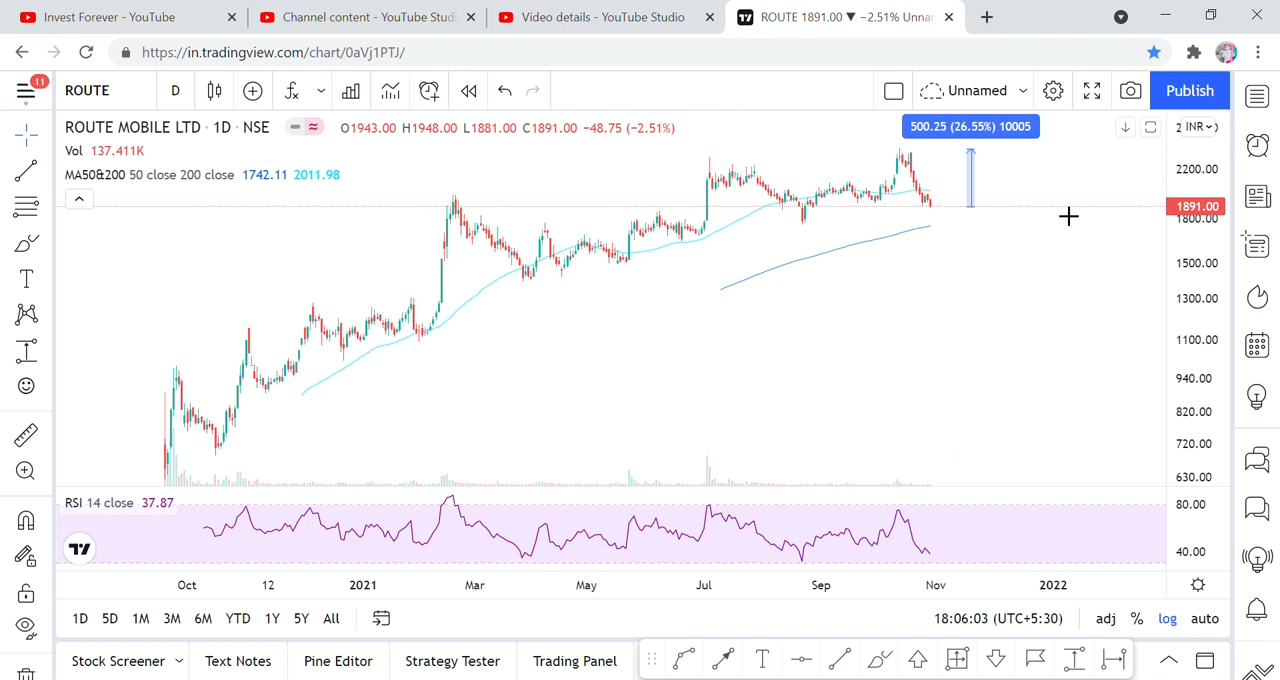 Invest Forever - YouTube
Channel content - YouTube Studi
Video details - YouTube Studio
ROUTE 1891.00 ▼ −2.51% Unnar
https://in.tradingview.com/chart/0aVj1PTJ/
11
ROUTE
D
Unnamed
Publish
ROUTE MOBILE LTD · 1D · NSE
O1943.00 H1948.00 L1881.00 C1891.00 −48.75 (−2.51%)
500.25 (26.55%) 10005
INR
Vol 137.411K
MA50&200 50 close 200 close 1742.11 2011.98
2200.00
1891.00
1800.00
1500.00
1300.00
1100.00
940.00
820.00
720.00
630.00
RSI 14 close 37.87
80.00
40.00
Oct 12 2021 Mar May Jul Sep Nov 2022
1D 5D 1M 3M 6M YTD 1Y 5Y All
18:06:03 (UTC+5:30)
adj % log auto
Stock Screener
Text Notes
Pine Editor
Strategy Tester
Trading Panel